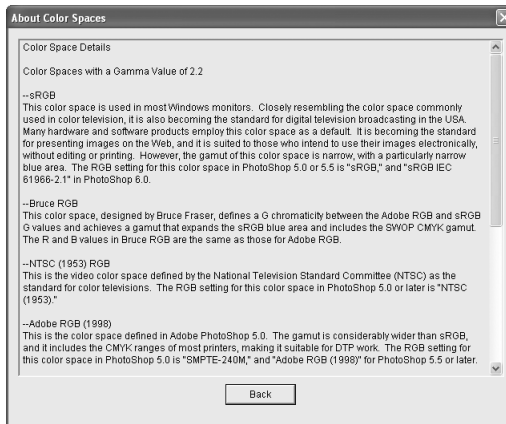 About Color Spaces
Color Space Details
Color Spaces with a Gamma Value of 2.2
--sRGB
This color space is used in most Windows monitors. Closely resembling the color space commonly
used in color television, it is also becoming the standard for digital television broadcasting in the USA.
Many hardware and software products employ this color space as a default. It is becoming the standard
for presenting images on the Web, and it is suited to those who intend to use their images electronically,
without editing or printing. However, the gamut of this color space is narrow, with a particularly narrow
blue area. The RGB setting for this color space in PhotoShop 5.0 or 5.5 is "sRGB," and "sRGB IEC
61966-2.1" in PhotoShop 6.0.
--Bruce RGB
This color space, designed by Bruce Fraser, defines a G chromaticity between the Adobe RGB and sRGB
G values and achieves a gamut that expands the sRGB blue area and includes the SWOP CMYK gamut.
The R and B values in Bruce RGB are the same as those for Adobe RGB.
--NTSC (1953) RGB
This is the video color space defined by the National Television Standard Committee (NTSC) as the
standard for color televisions. The RGB setting for this color space in PhotoShop 5.0 or later is "NTSC
(1953)."
--Adobe RGB (1998)
This is the color space defined in Adobe PhotoShop 5.0. The gamut is considerably wider than sRGB,
and it includes the CMYK ranges of most printers, making it suitable for DTP work. The RGB setting for
this color space in PhotoShop 5.0 is "SMPTE-240M," and "Adobe RGB (1998)" for PhotoShop 5.5 or later.
Back